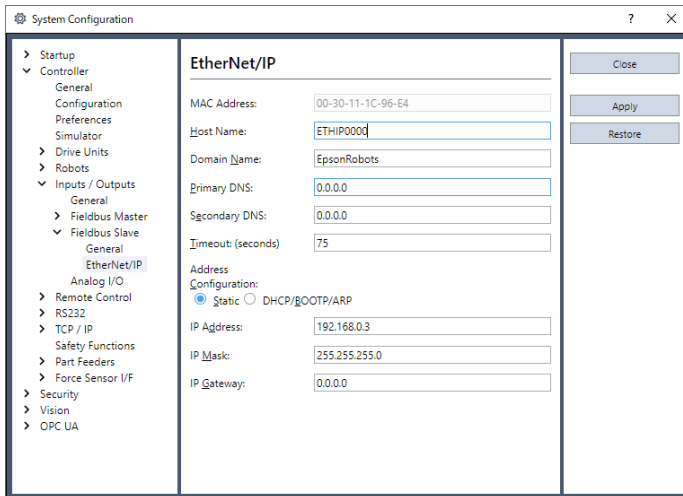 System Configuration
? ×
Startup
Controller
General
Configuration
Preferences
Simulator
Drive Units
Robots
Inputs / Outputs
General
Fieldbus Master
Fieldbus Slave
General
EtherNet/IP
Analog I/O
Remote Control
RS232
TCP / IP
Safety Functions
Part Feeders
Force Sensor I/F
Security
Vision
OPC UA
EtherNet/IP
MAC Address: 00-30-11-1C-96-E4
Host Name: ETHIP0000
Domain Name: EpsonRobots
Primary DNS: 0.0.0.0
Secondary DNS: 0.0.0.0
Timeout: (seconds) 75
Address
Configuration:
Static DHCP/BOOTP/ARP
IP Address: 192.168.0.3
IP Mask: 255.255.255.0
IP Gateway: 0.0.0.0
Close
Apply
Restore